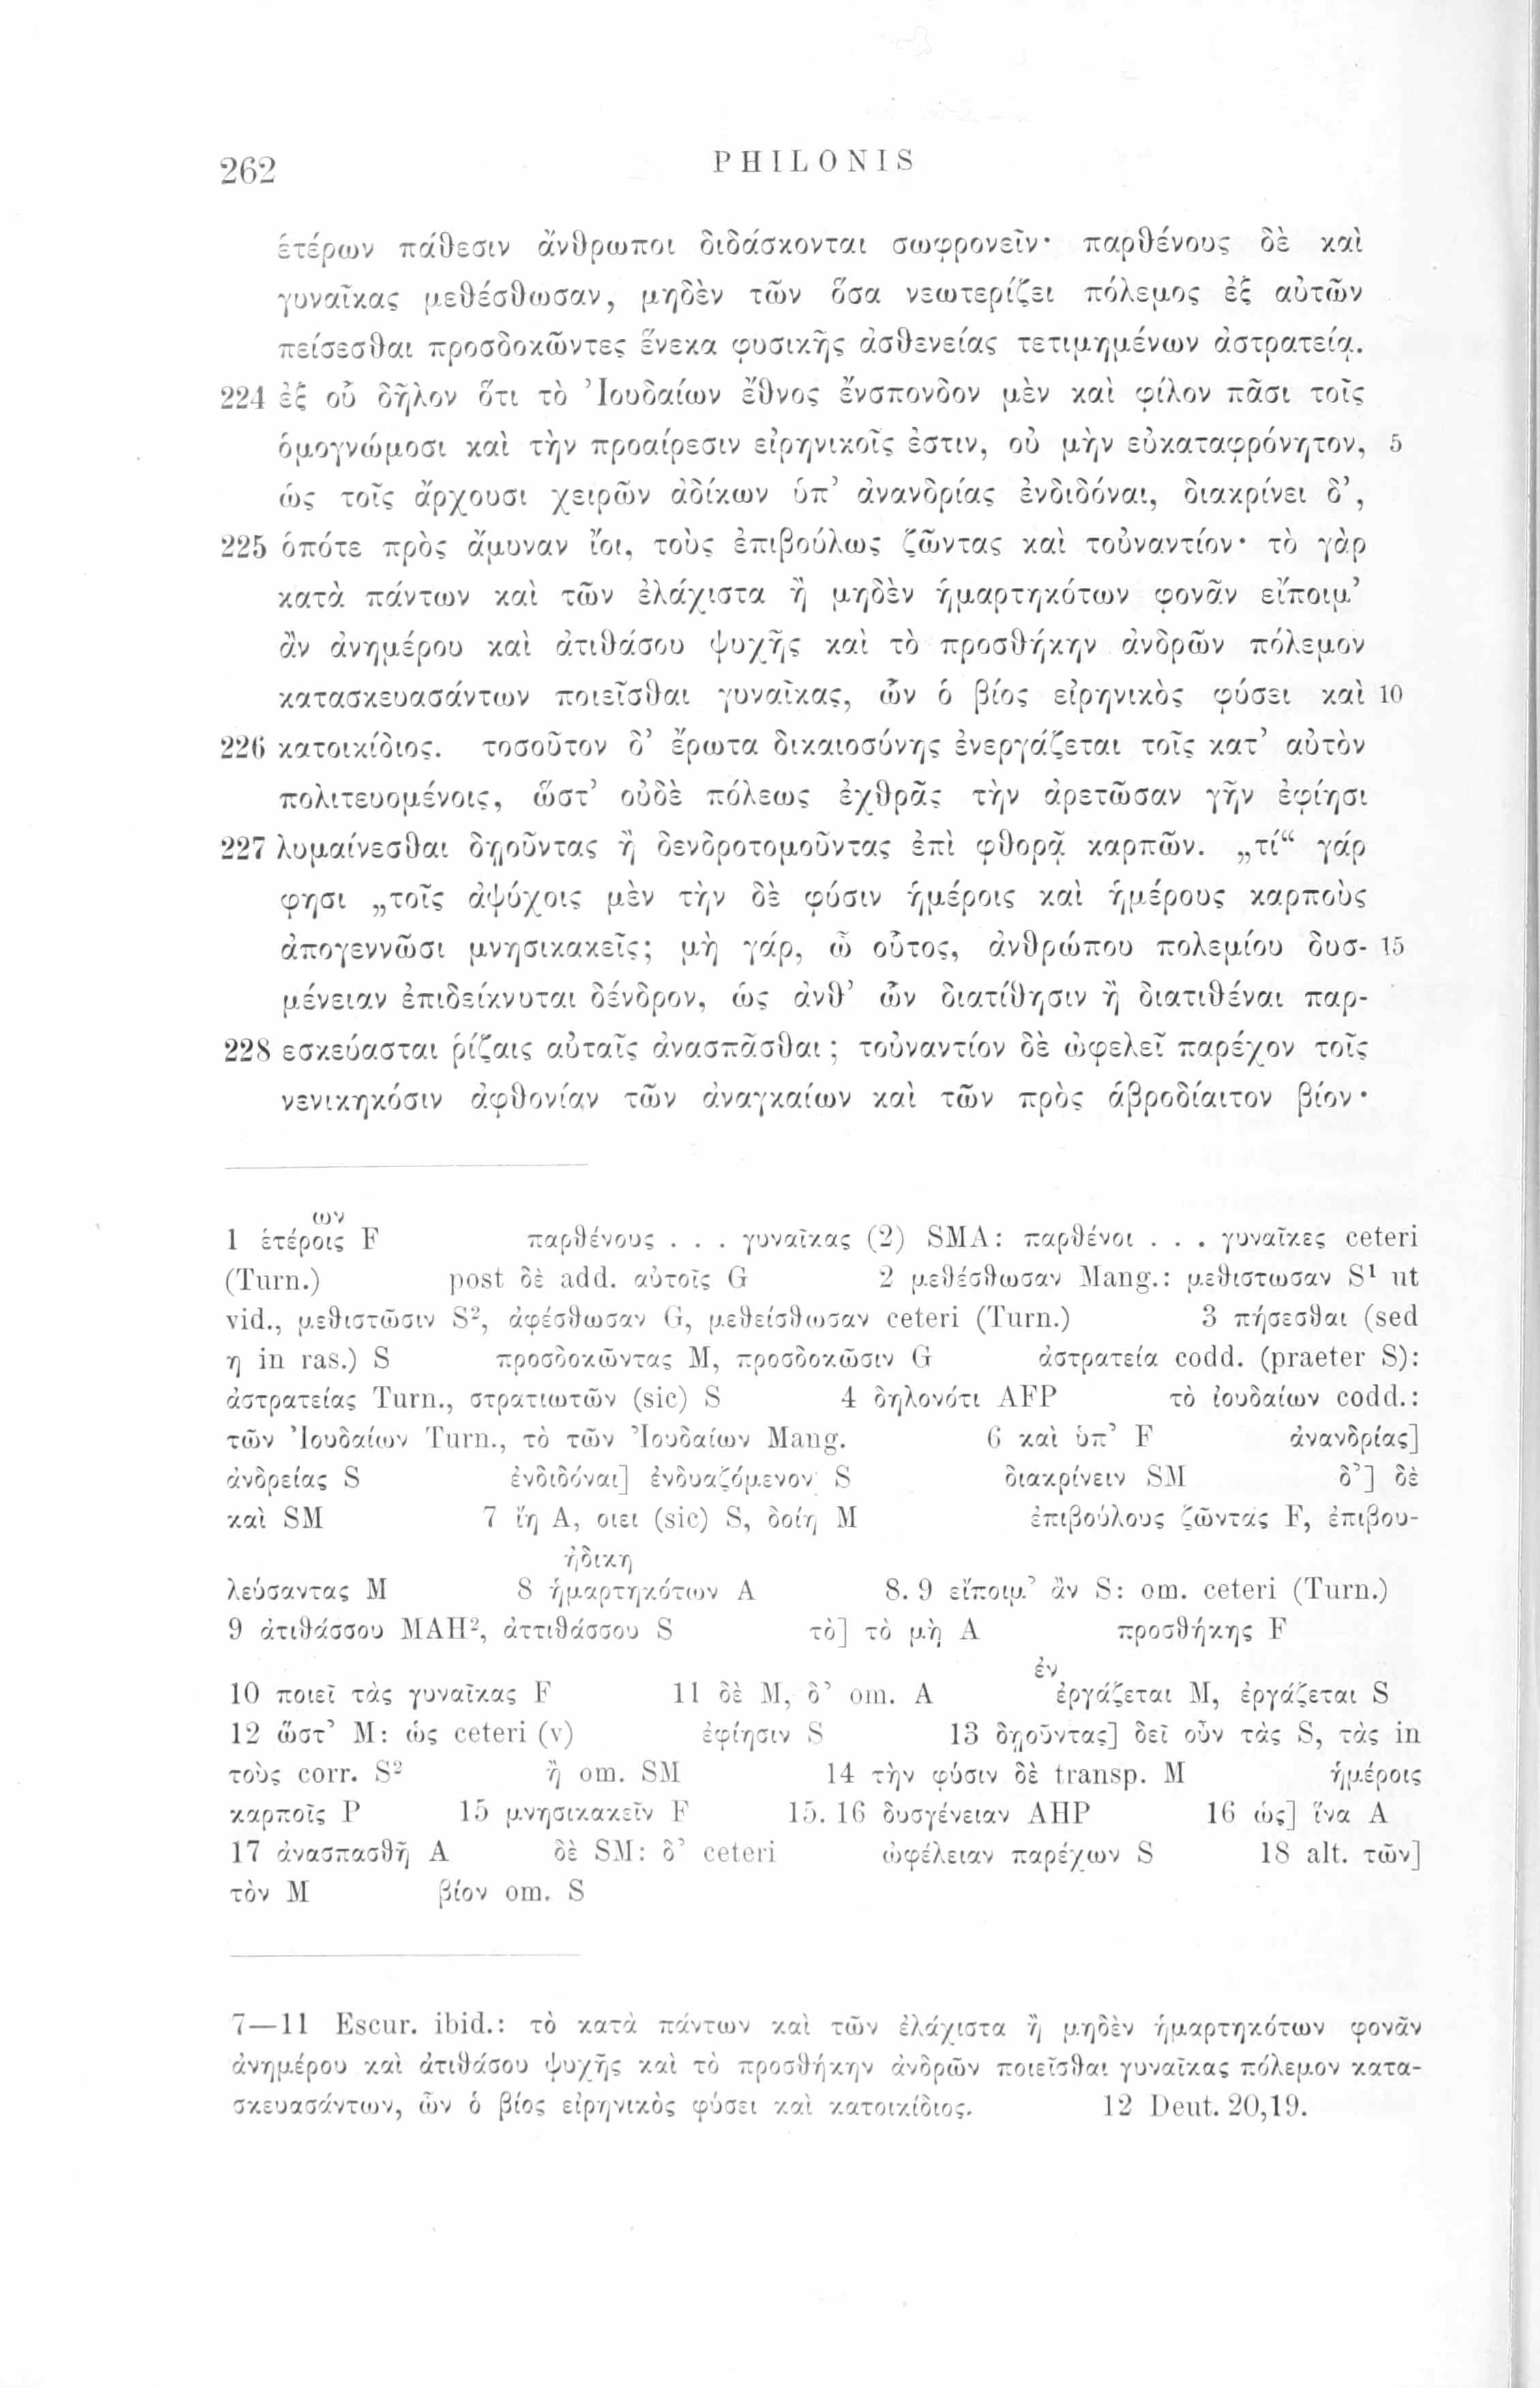 262 PHILONIS
ἑτέρων πάθεσιν ἄνθρωποι διδάσκονται σωφρονεῖν· παρθένους δὲ καὶ
γυναῖκας μεθέσθωσαν, μηδὲν τῶν ὅσα νεωτερίζει πόλεμος ἐξ αὐτῶν
πείσεσθαι προσδοκῶντες ἕνεκα φυσικῆς ἀσθενείας τετιμημένων ἀστρατείᾳ.
224 ἐξ οὗ δῆλον ὅτι τὸ Ἰουδαίων ἔθνος ἔνσπονδον μὲν καὶ φίλον πᾶσι τοῖς
ὁμογνώμοσι καὶ τὴν προαίρεσιν εἰρηνικοῖς ἐστιν, οὐ μὴν εὐκαταφρόνητον, 5
ὡς τοῖς ἄρχουσι χειρῶν ἀδίκων ὑπ’ ἀνανδρίας ἐνδιδόναι, διακρίνει δ’,
225 ὁπότε πρὸς ἄμυναν ἴοι, τοὺς ἐπιβούλως ζῶντας καὶ τοὐναντίον· τὸ γὰρ
κατὰ πάντων καὶ τῶν ἐλάχιστα ἢ μηδὲν ἡμαρτηκότων φονᾶν εἴποιμ’
ἂν ἀνημέρου καὶ ἀτιθάσου ψυχῆς καὶ τὸ προσθήκην ἀνδρῶν πόλεμον
κατασκευασάντων ποιεῖσθαι γυναῖκας, ὧν ὁ βίος εἰρηνικὸς φύσει καὶ 10
226 κατοικίδιος. τοσοῦτον δ’ ἔρωτα δικαιοσύνης ἐνεργάζεται τοῖς κατ’ αὐτὸν
πολιτευομένοις, ὥστ’ οὐδὲ πόλεως ἐχθρᾶς τὴν ἀρετῶσαν γῆν ἐφίησι
227 λυμαίνεσθαι δῃοῦντας ἢ δενδροτομοῦντας ἐπὶ φθορᾷ καρπῶν. „τί“ γάρ
φησι „τοῖς ἀψύχοις μὲν τὴν δὲ φύσιν ἡμέροις καὶ ἡμέρους καρποὺς
ἀπογεννῶσι μνησικακεῖς; μὴ γάρ, ὦ οὗτος, ἀνθρώπου πολεμίου δυσ- 15
μένειαν ἐπιδείκνυται δένδρον, ὡς ἀνθ’ ὧν διατίθησιν ἢ διατιθέναι παρ-
228 εσκεύασται ῥίζαις αὐταῖς ἀνασπᾶσθαι; τοὐναντίον δὲ ὠφελεῖ παρέχον τοῖς
νενικηκόσιν ἀφθονίαν τῶν ἀναγκαίων καὶ τῶν πρὸς ἁβροδίαιτον βίον·
ων
1 ἑτέροις F παρθένους . . . γυναῖκας (2) SMA: παρθένοι . . . γυναῖκες ceteri
(Turn.) post δὲ add. αὐτοῖς G 2 μεθέσθωσαν Mang.: μεθιστωσαν S¹ ut
vid., μεθιστῶσιν S², ἀφέσθωσαν G, μεθείσθωσαν ceteri (Turn.) 3 πήσεσθαι (sed
η in ras.) S προσδοκῶντας M, προσδοκῶσιν G ἀστρατεία codd. (praeter S):
ἀστρατείας Turn., στρατιωτῶν (sic) S 4 δηλονότι AFP τὸ ἰουδαίων codd.:
τῶν Ἰουδαίων Turn., τὸ τῶν Ἰουδαίων Mang. 6 καὶ ὑπ’ F ἀνανδρίας]
ἀνδρείας S ἐνδιδόναι] ἐνδυαζόμενον S διακρίνειν SM δ’] δὲ
καὶ SM 7 ἴη A, οιει (sic) S, δοίη M ἐπιβούλους ζῶντας F, ἐπιβου-
ήδικη
λεύσαντας M 8 ἡμαρτηκότων A 8. 9 εἴποιμ’ ἂν S: om. ceteri (Turn.)
9 ἀτιθάσσου MAH², ἀττιθάσσου S τὸ] τὸ μὴ A προσθήκης F
ἐν
10 ποιεῖ τὰς γυναῖκας F 11 δὲ M, δ’ om. A ἐργάζεται M, ἐργάζεται S
12 ὥστ’ M: ὡς ceteri (v) ἐφίησιν S 13 δῃοῦντας] δεῖ οὖν τὰς S, τὰς in
τοὺς corr. S² ἢ om. SM 14 τὴν φύσιν δὲ transp. M ἡμέροις
καρποῖς P 15 μνησικακεῖν F 15. 16 δυσγένειαν AHP 16 ὡς] ἵνα A
17 ἀνασπασθῆ A δὲ SM: δ’ ceteri ὠφέλειαν παρέχων S 18 alt. τῶν]
τὸν M βίον om. S
7—11 Escur. ibid.: τὸ κατὰ πάντων καὶ τῶν ἐλάχιστα ἢ μηδὲν ἡμαρτηκότων φονᾶν
ἀνημέρου καὶ ἀτιθάσου ψυχῆς καὶ τὸ προσθήκην ἀνδρῶν ποιεῖσθαι γυναῖκας πόλεμον κατα-
σκευασάντων, ὧν ὁ βίος εἰρηνικὸς φύσει καὶ κατοικίδιος. 12 Deut. 20,19.